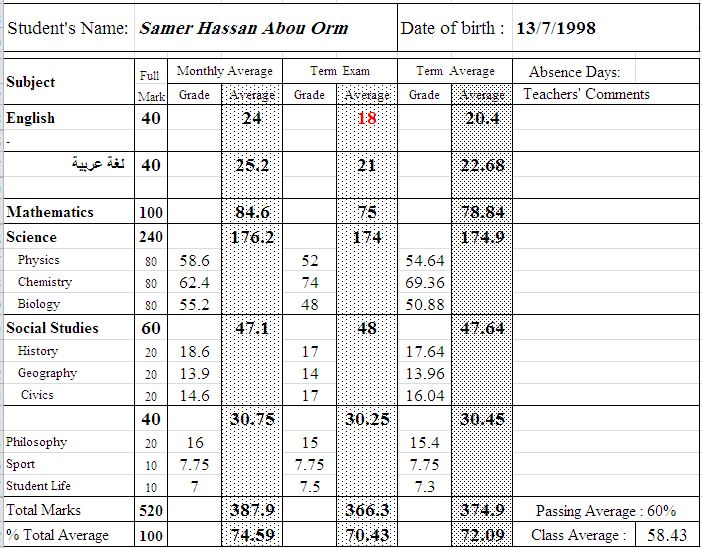 Student's Name: Samer Hassan Abou Orm Date of birth : 13/7/1998
Subject Full Mark Monthly Average Term Exam Term Average Absence Days:
Grade Average Grade Average Grade Average Teachers' Comments
English 40 24 18 20.4
-
لغة عربية 40 25.2 21 22.68
Mathematics 100 84.6 75 78.84
Science 240 176.2 174 174.9
Physics 80 58.6 52 54.64
Chemistry 80 62.4 74 69.36
Biology 80 55.2 48 50.88
Social Studies 60 47.1 48 47.64
History 20 18.6 17 17.64
Geography 20 13.9 14 13.96
Civics 20 14.6 17 16.04
40 30.75 30.25 30.45
Philosophy 20 16 15 15.4
Sport 10 7.75 7.75 7.75
Student Life 10 7 7.5 7.3
Total Marks 520 387.9 366.3 374.9 Passing Average : 60%
% Total Average 100 74.59 70.43 72.09 Class Average : 58.43